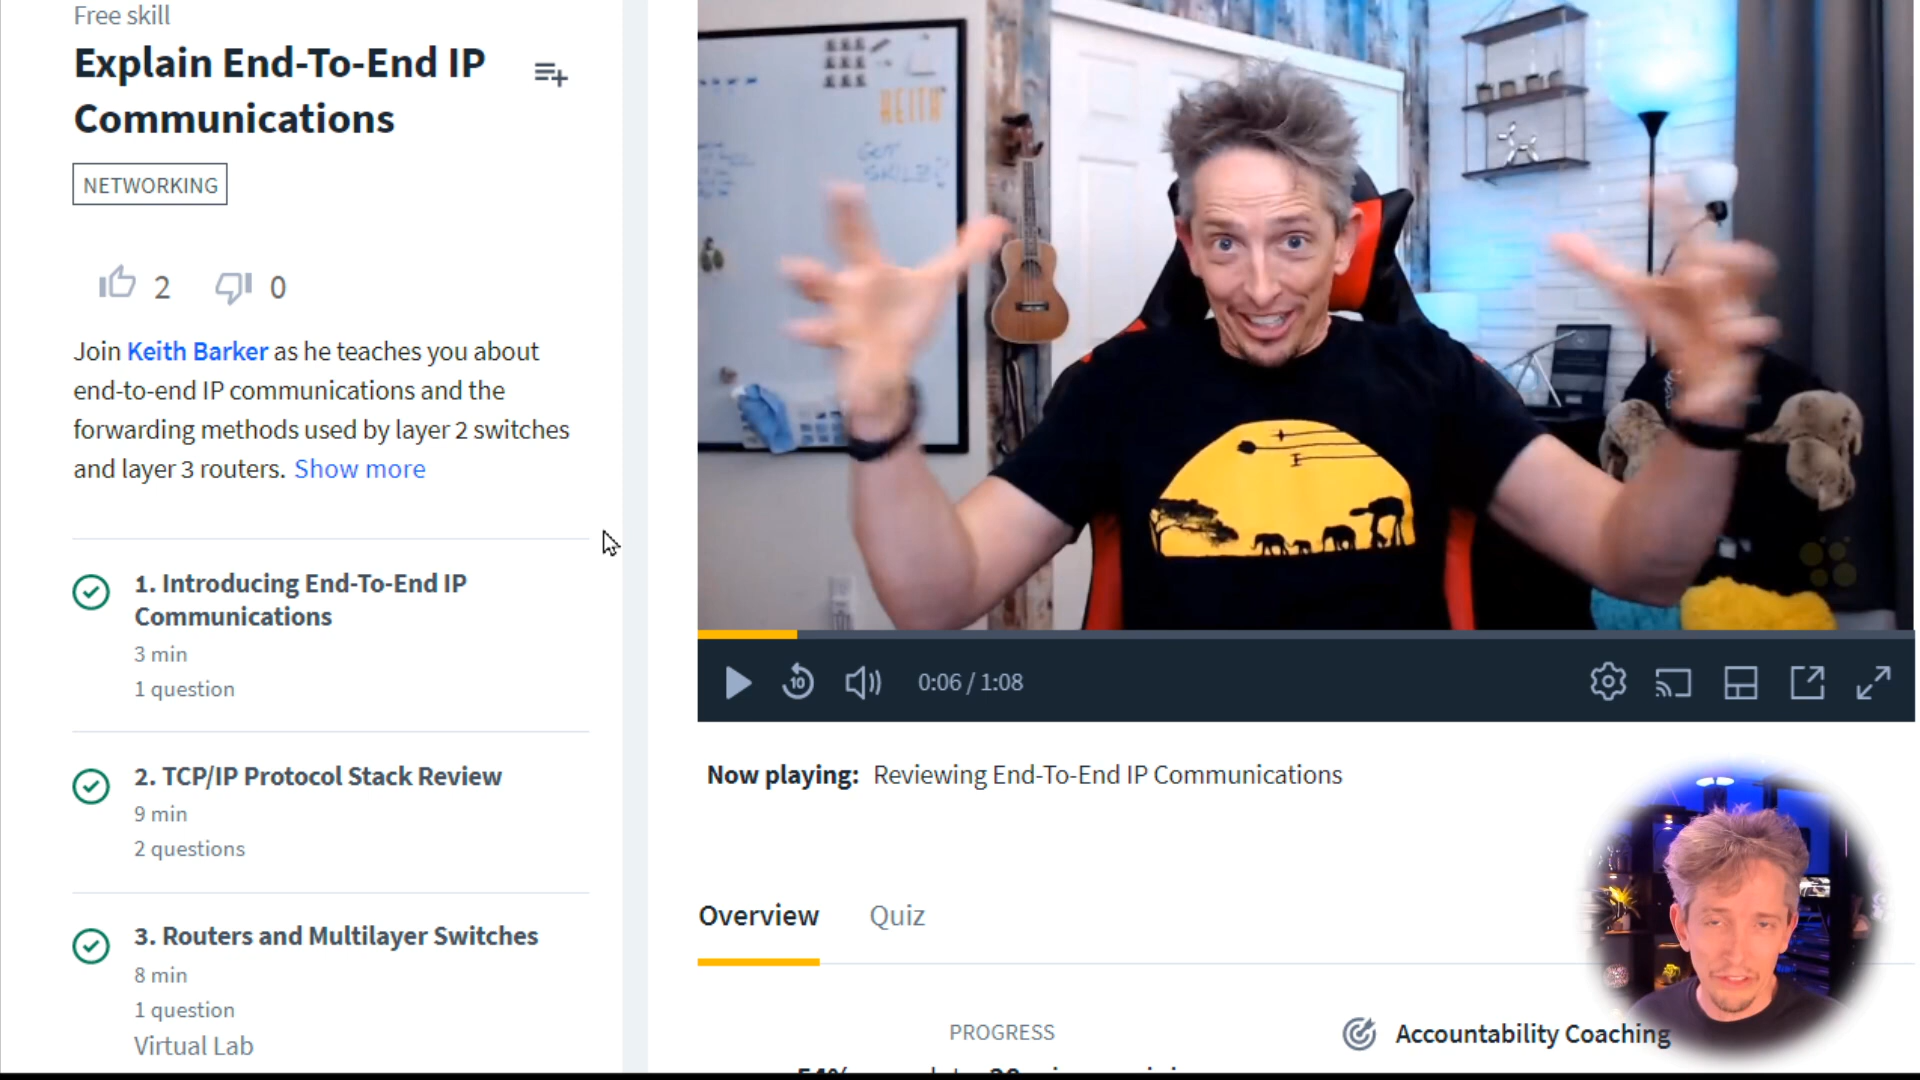 Free skill
Explain End-To-End IP
Communications
NETWORKING
2
0
Join Keith Barker as he teaches you about
end-to-end IP communications and the
forwarding methods used by layer 2 switches
and layer 3 routers. Show more
1. Introducing End-To-End IP
Communications
3 min
1 question
2. TCP/IP Protocol Stack Review
9 min
2 questions
3. Routers and Multilayer Switches
8 min
1 question
Virtual Lab
KEITH
GOT
SKILZ?
10
0:06 / 1:08
Now playing: Reviewing End-To-End IP Communications
Overview
Quiz
PROGRESS
Accountability Coaching